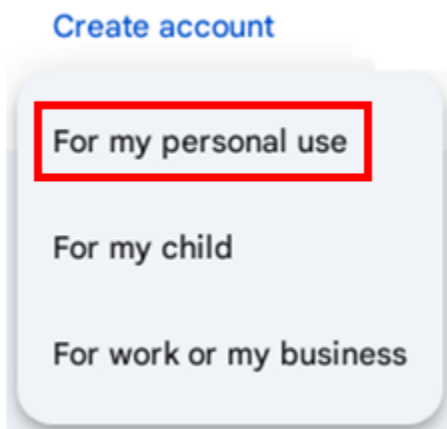 Create account
For my personal use
For my child
For work or my business